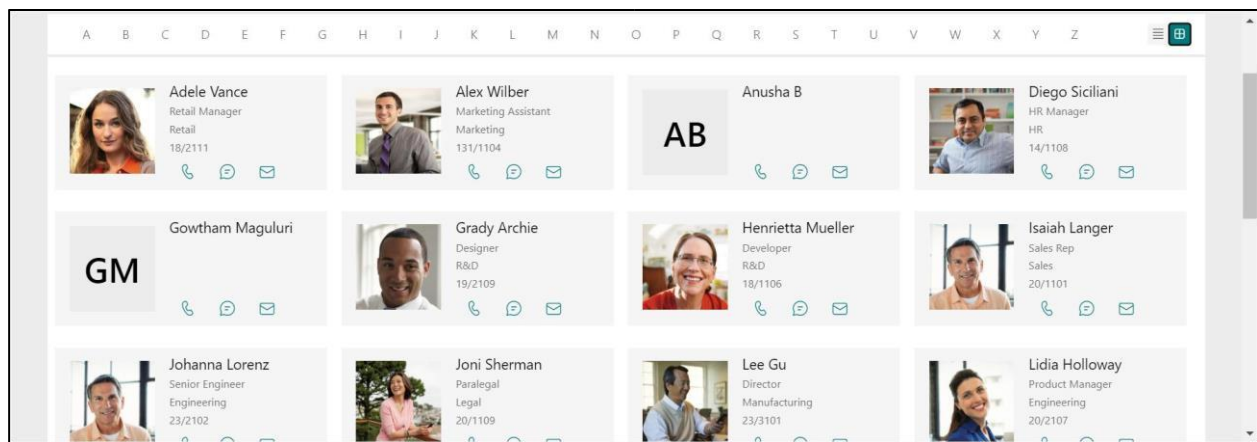 A B C D E F G H I J K L M N O P Q R S T U V W X Y Z
Adele Vance
Retail Manager
Retail
18/2111
Alex Wilber
Marketing Assistant
Marketing
131/1104
AB
Anusha B
Diego Siciliani
HR Manager
HR
14/1108
GM
Gowtham Maguluri
Grady Archie
Designer
R&D
19/2109
Henrietta Mueller
Developer
R&D
18/1106
Isaiah Langer
Sales Rep
Sales
20/1101
Johanna Lorenz
Senior Engineer
Engineering
23/2102
Joni Sherman
Paralegal
Legal
20/1109
Lee Gu
Director
Manufacturing
23/3101
Lidia Holloway
Product Manager
Engineering
20/2107